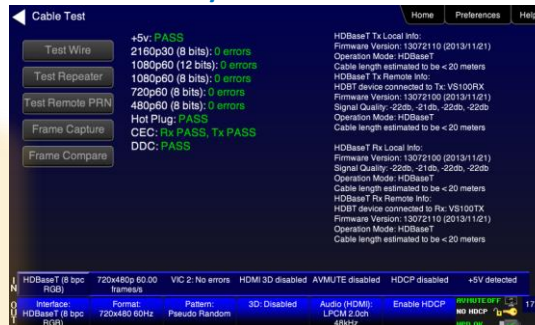 Cable Test
Home
Preferences
Help
Test Wire
Test Repeater
Test Remote PRN
Frame Capture
Frame Compare
+5v: PASS
2160p30 (8 bits): 0 errors
1080p60 (12 bits): 0 errors
1080p60 (8 bits): 0 errors
720p60 (8 bits): 0 errors
480p60 (8 bits): 0 errors
Hot Plug: PASS
CEC: Rx PASS, Tx PASS
DDC: PASS
HDBaseT Tx Local Info:
Firmware Version: 13072110 (2013/11/21)
Operation Mode: HDBaseT
Cable length estimated to be < 20 meters
HDBaseT Tx Remote Info:
HDBT device connected to Tx: VS100RX
Firmware Version: 13072100 (2013/11/21)
Signal Quality: -22db, -21db, -22db, -22db
Operation Mode: HDBaseT
Cable length estimated to be < 20 meters
HDBaseT Rx Local Info:
Firmware Version: 13072100 (2013/11/21)
Signal Quality: -22db, -21db, -22db, -22db
Operation Mode: HDBaseT
Cable length estimated to be < 20 meters
HDBaseT Rx Remote Info:
HDBT device connected to Rx: VS100TX
Firmware Version: 13072110 (2013/11/21)
Operation Mode: HDBaseT
Cable length estimated to be < 20 meters
IN
HDBaseT (8 bpc
RGB)
720x480p 60.00
frames/s
VIC 2: No errors
HDMI 3D disabled
AVMUTE disabled
HDCP disabled
+5V detected
OUT
Interface:
HDBaseT (8 bpc
RGB)
Format:
720x480 60Hz
Pattern:
Pseudo Random
3D: Disabled
Audio (HDMI):
LPCM 2.0ch
48kHz
Enable HDCP
AVMUTE OFF
NO HDCP
17